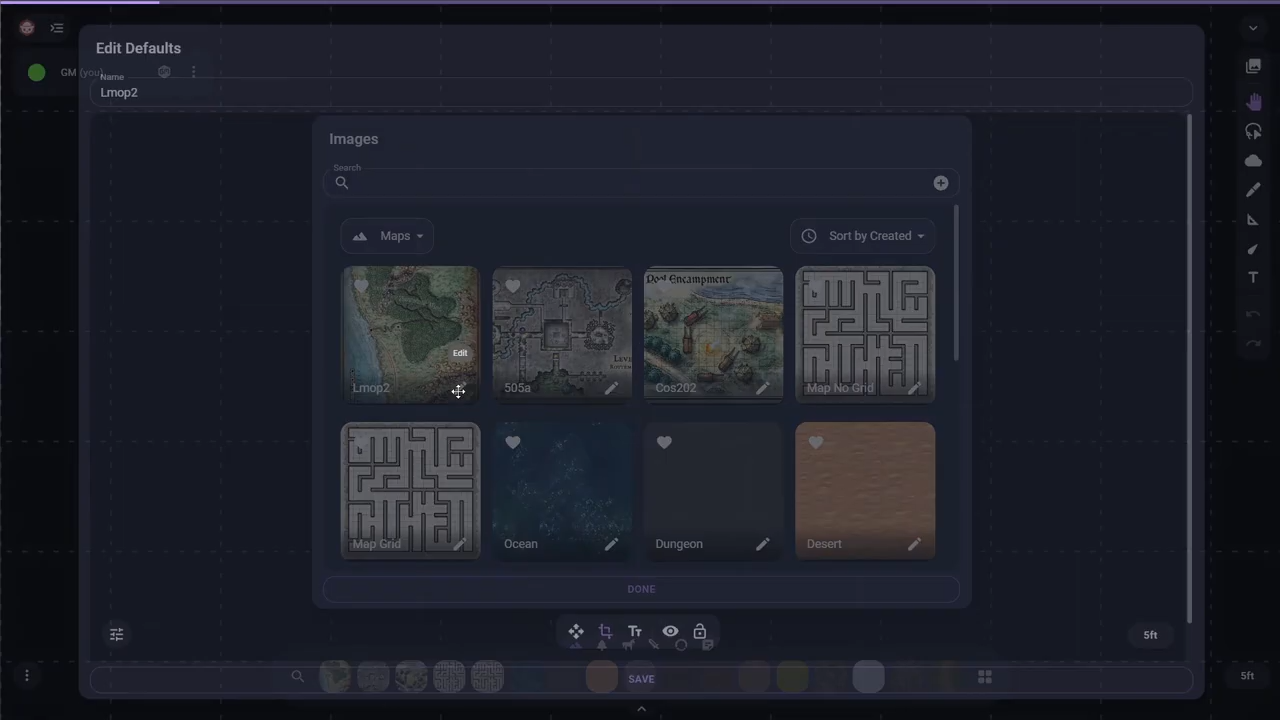 Edit Defaults
GM (you)
Name
Lmop2
Images
Search
Maps
Sort by Created
Edit
Lmop2
505a
Pool Encampment
Cos202
Map No Grid
Map Grid
Ocean
Dungeon
Desert
DONE
5ft
SAVE
5ft